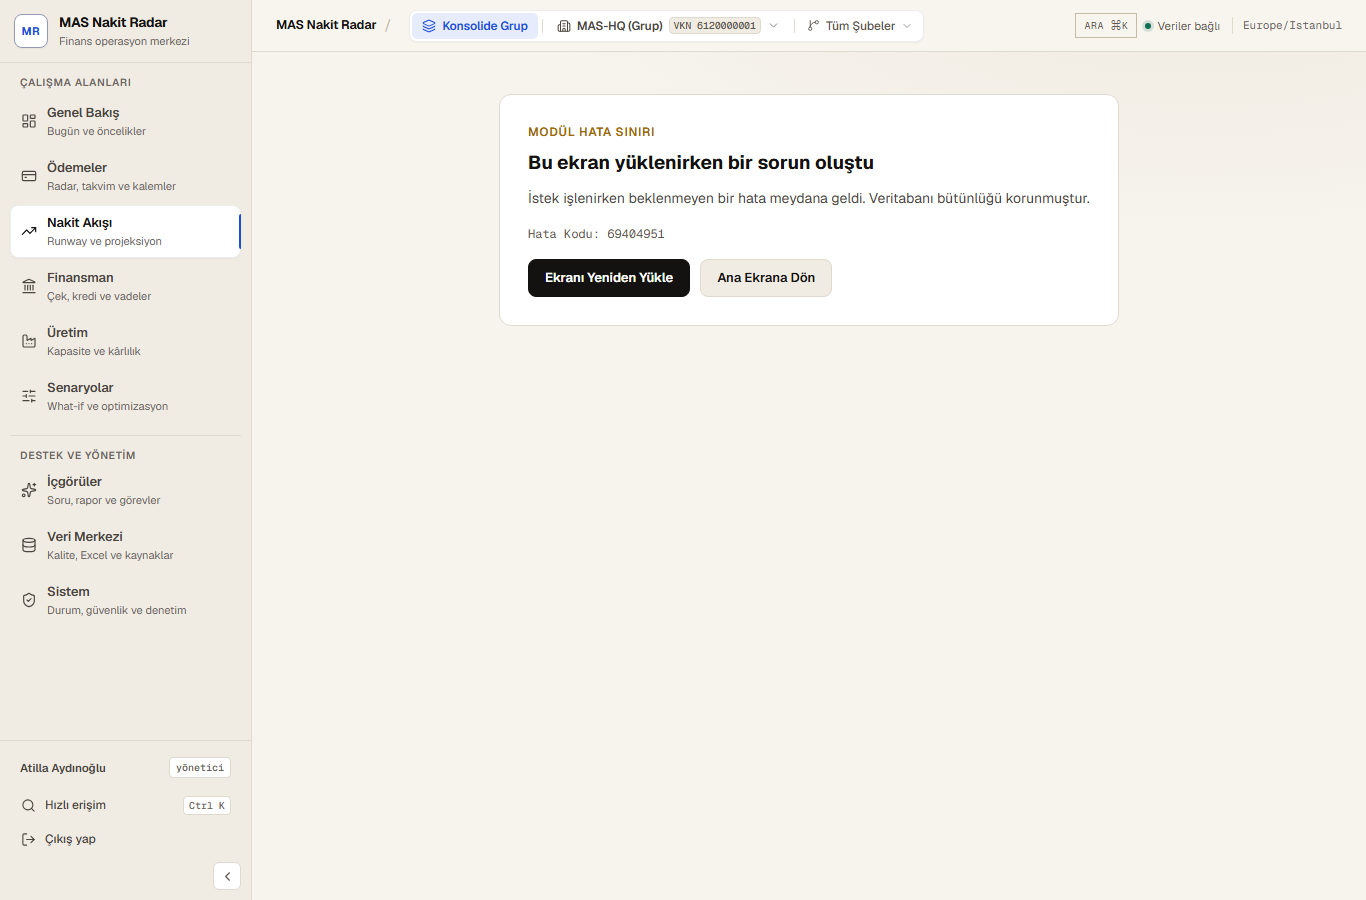 MR
MAS Nakit Radar
Finans operasyon merkezi
ÇALIŞMA ALANLARI
Genel Bakış
Bugün ve öncelikler
Ödemeler
Radar, takvim ve kalemler
Nakit Akışı
Runway ve projeksiyon
Finansman
Çek, kredi ve vadeler
Üretim
Kapasite ve kârlılık
Senaryolar
What-if ve optimizasyon
DESTEK VE YÖNETİM
İçgörüler
Soru, rapor ve görevler
Veri Merkezi
Kalite, Excel ve kaynaklar
Sistem
Durum, güvenlik ve denetim
Atilla Aydınoğlu yönetici
Hızlı erişim Ctrl K
Çıkış yap
MAS Nakit Radar / Konsolide Grup MAS-HQ (Grup) VKN 6120000001 Tüm Şubeler ARA ⌘K Veriler bağlı Europe/Istanbul
MODÜL HATA SINIRI
Bu ekran yüklenirken bir sorun oluştu
İstek işlenirken beklenmeyen bir hata meydana geldi. Veritabanı bütünlüğü korunmuştur.
Hata Kodu: 69404951
Ekranı Yeniden Yükle Ana Ekrana Dön